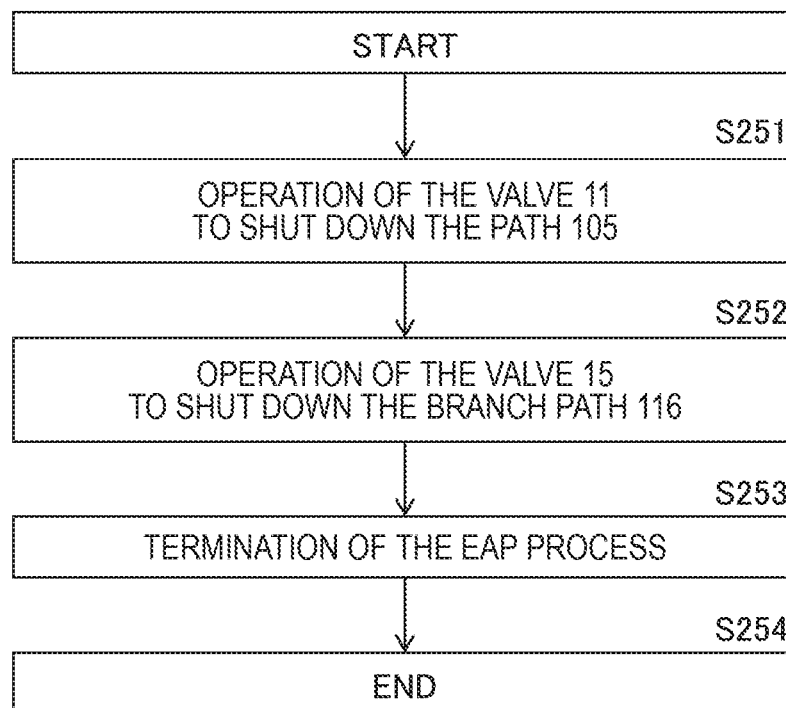 START
S251
OPERATION OF THE VALVE 11
TO SHUT DOWN THE PATH 105
S252
OPERATION OF THE VALVE 15
TO SHUT DOWN THE BRANCH PATH 116
S253
TERMINATION OF THE EAP PROCESS
S254
END